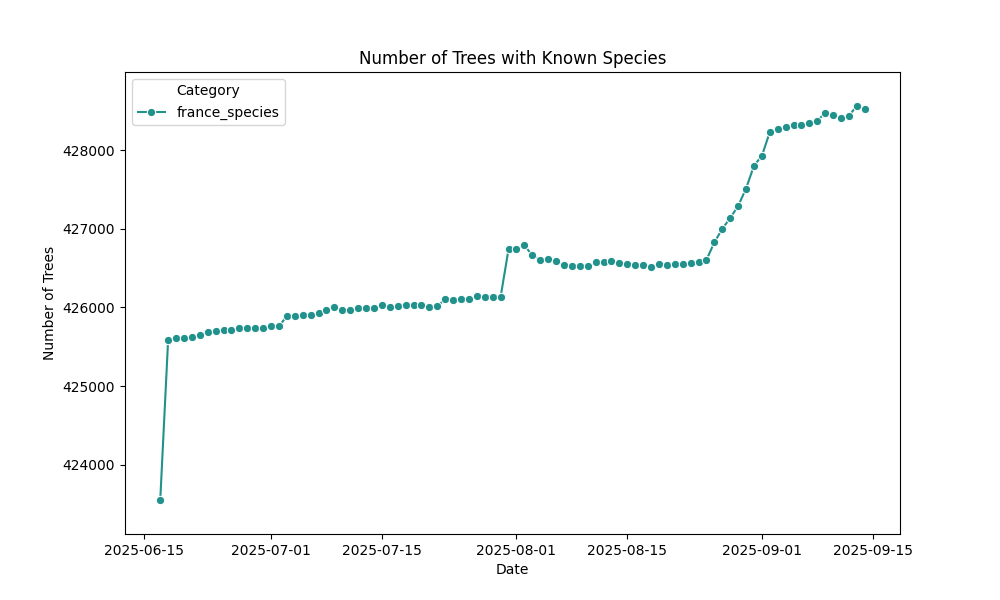 Number of Trees with Known Species
Category
france_species
428000
427000
426000
425000
424000
Number of Trees
2025-06-15 2025-07-01 2025-07-15 2025-08-01 2025-08-15 2025-09-01 2025-09-15
Date